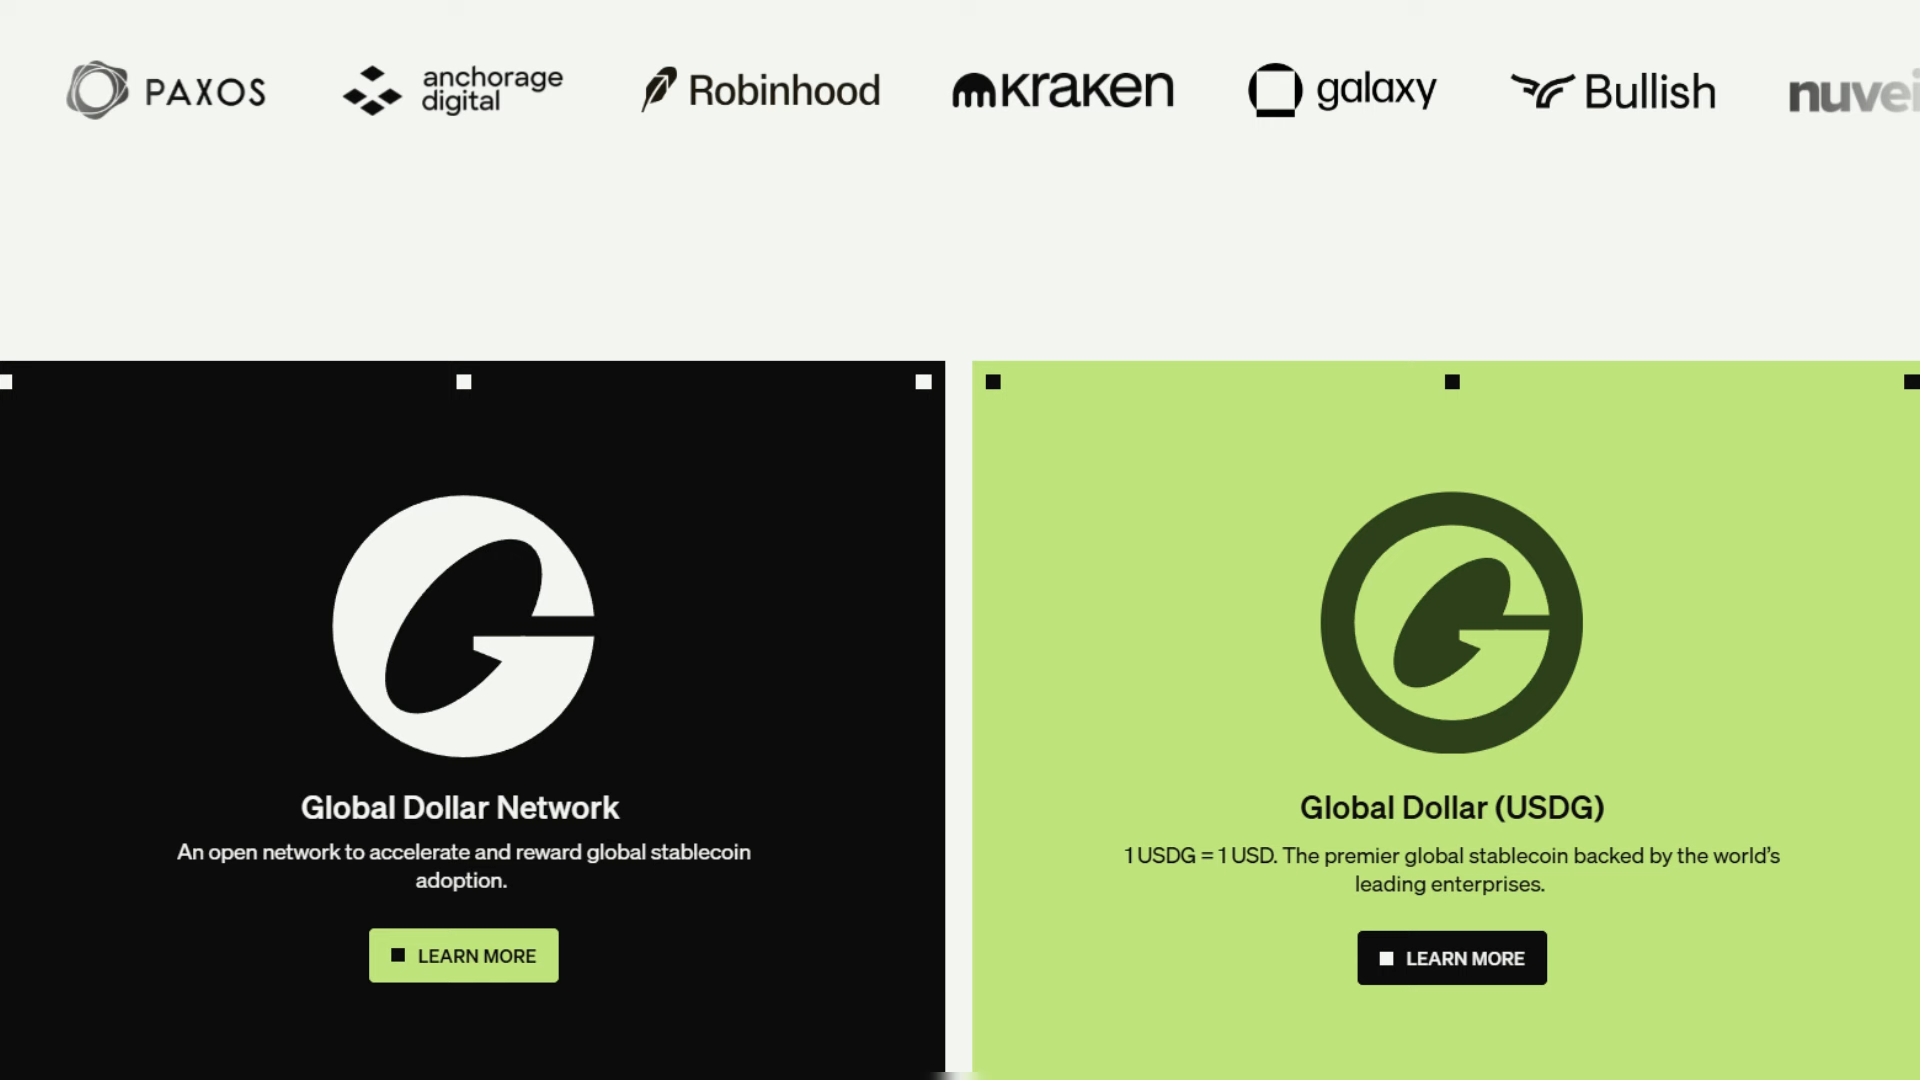 PAXOS
anchorage
digital
Robinhood
kraken
galaxy
Bullish
nuvei
Global Dollar Network
An open network to accelerate and reward global stablecoin
adoption.
LEARN MORE
Global Dollar (USDG)
1 USDG = 1 USD. The premier global stablecoin backed by the world’s
leading enterprises.
LEARN MORE